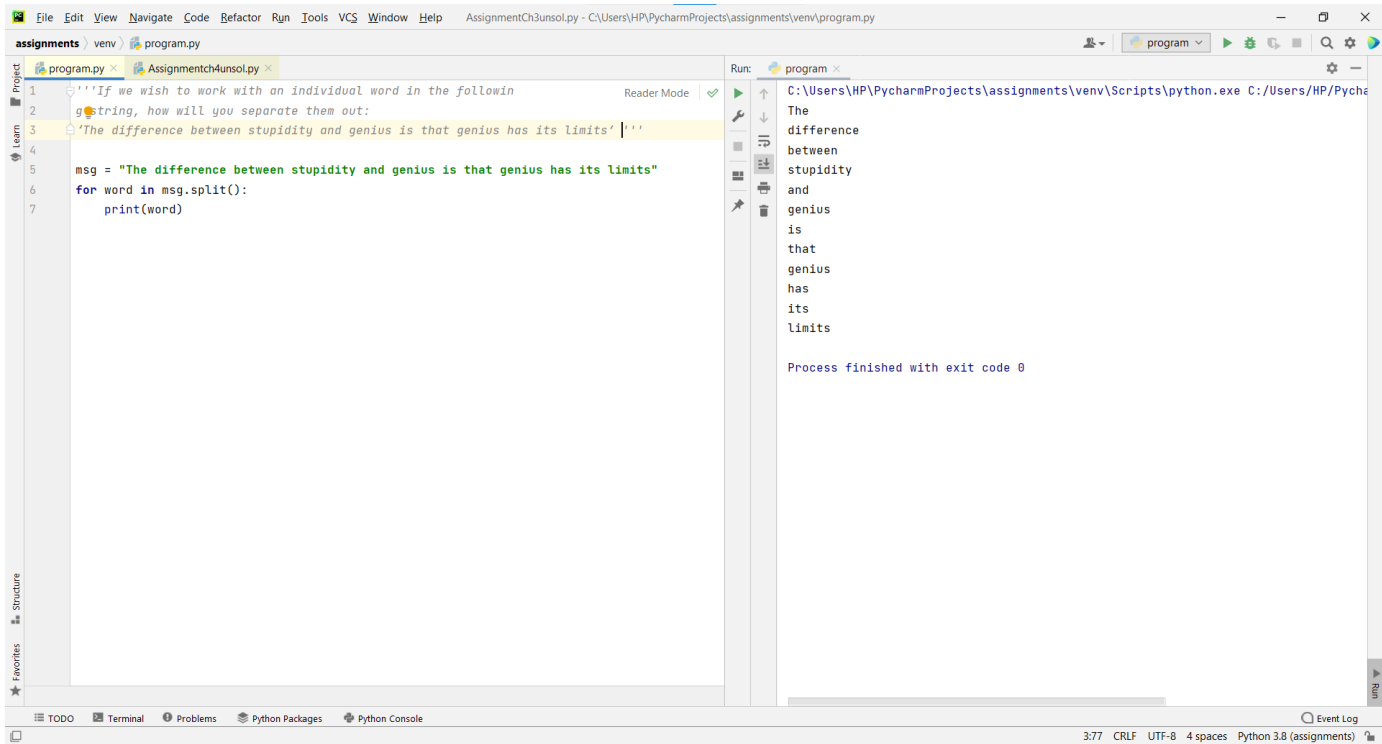 File Edit View Navigate Code Refactor Run Tools VCS Window Help AssignmentCh3unsol.py - C:\Users\HP\PycharmProjects\assignments\venv\program.py
assignments venv program.py
program
program.py
Assignmentch4unsol.py
Run: program
Project
Learn
Structure
Favorites
Reader Mode
1 '''If we wish to work with an individual word in the followin
2 g string, how will you separate them out:
3 ‘The difference between stupidity and genius is that genius has its limits’ '''
4
5 msg = "The difference between stupidity and genius is that genius has its limits"
6 for word in msg.split():
7 print(word)
C:\Users\HP\PycharmProjects\assignments\venv\Scripts\python.exe C:/Users/HP/Pycha
The
difference
between
stupidity
and
genius
is
that
genius
has
its
limits
Process finished with exit code 0
Run
TODO Terminal Problems Python Packages Python Console
Event Log
3:77 CRLF UTF-8 4 spaces Python 3.8 (assignments)